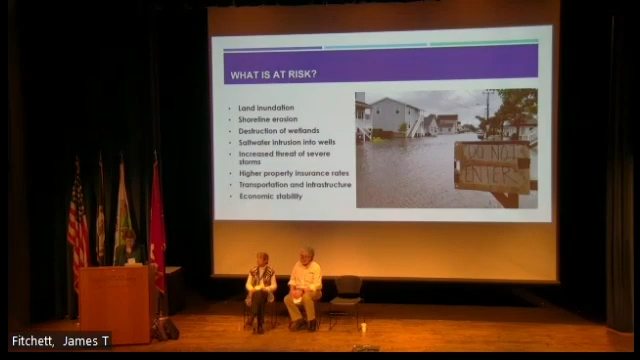 WHAT IS AT RISK?
Land inundation
Shoreline erosion
Destruction of wetlands
Saltwater intrusion into wells
Increased threat of severe
storms
Higher property insurance rates
Transportation and infrastructure
Economic stability
DO NOT
ENTER
Fitchett, James T